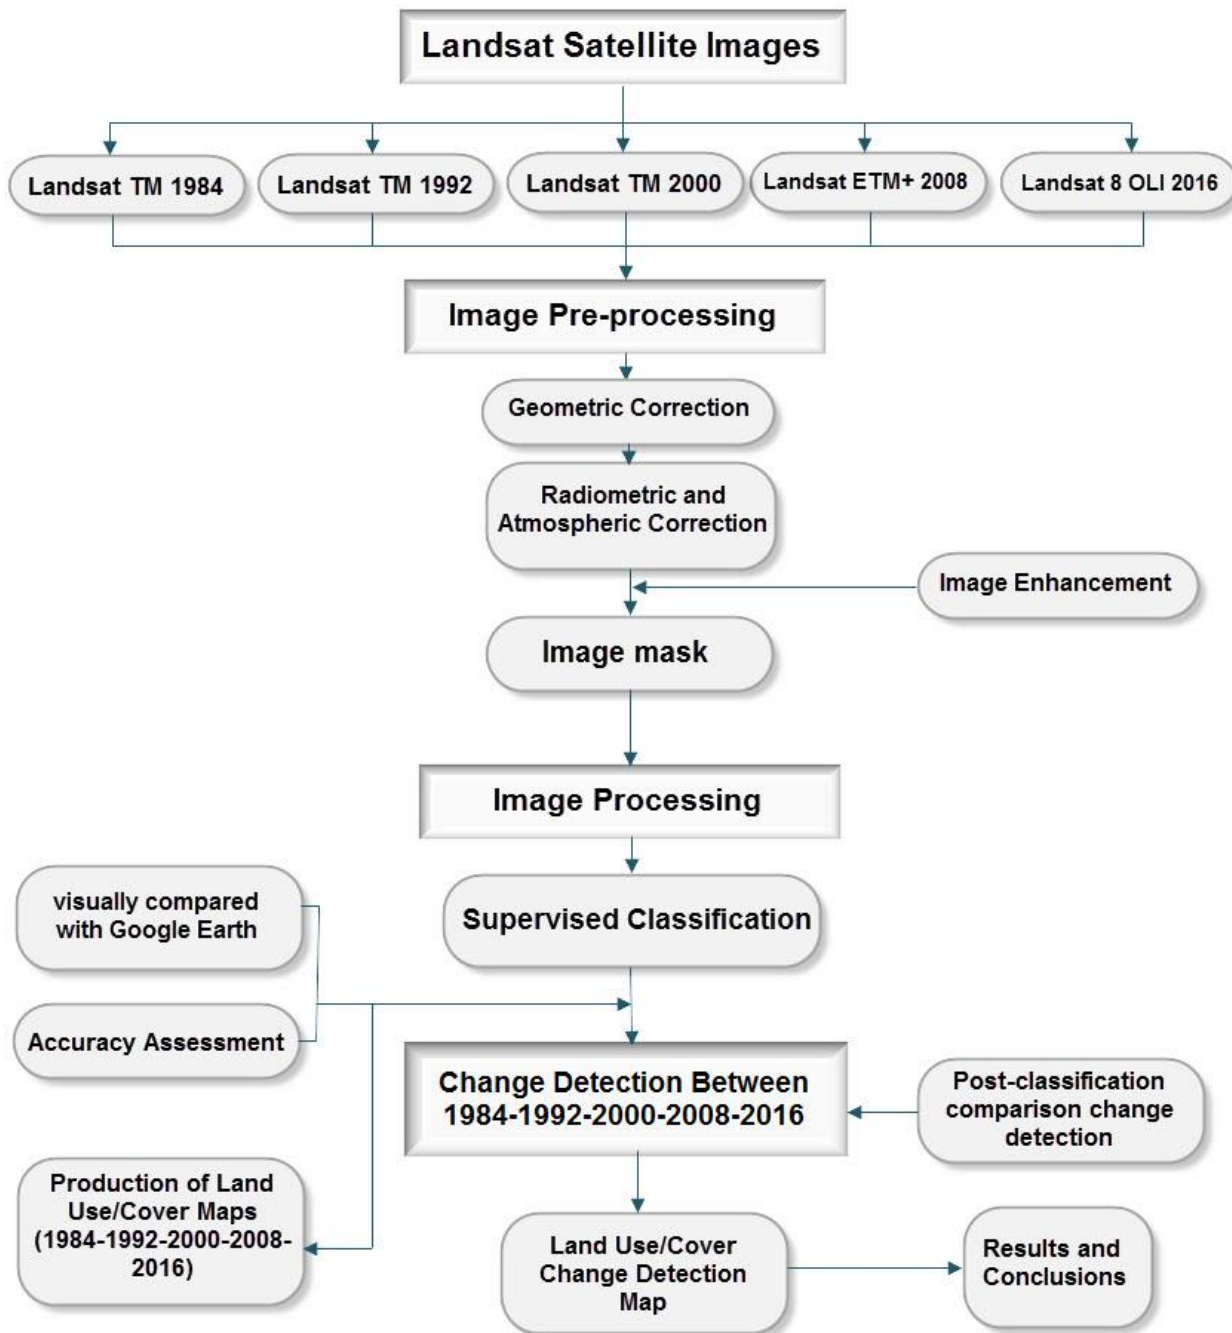 Landsat Satellite Images
Landsat TM 1984
Landsat TM 1992
Landsat TM 2000
Landsat ETM+ 2008
Landsat 8 OLI 2016
Image Pre-processing
Geometric Correction
Radiometric and
Atmospheric Correction
Image Enhancement
Image mask
Image Processing
Supervised Classification
visually compared
with Google Earth
Accuracy Assessment
Change Detection Between
1984-1992-2000-2008-2016
Post-classification
comparison change
detection
Production of Land
Use/Cover Maps
(1984-1992-2000-2008-
2016)
Land Use/Cover
Change Detection
Map
Results and
Conclusions